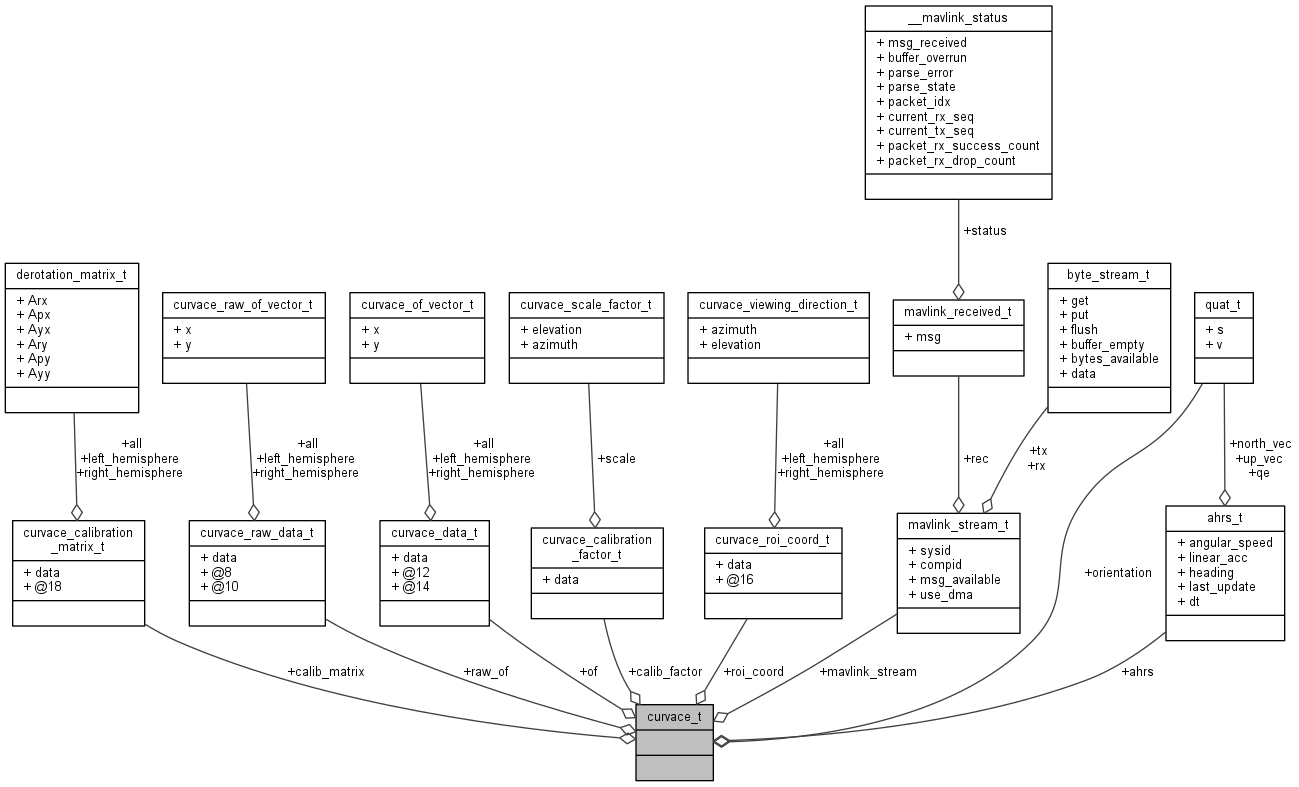 __mavlink_status
+ msg_received
+ buffer_overrun
+ parse_error
+ parse_state
+ packet_idx
+ current_rx_seq
+ current_tx_seq
+ packet_rx_success_count
+ packet_rx_drop_count
+status
derotation_matrix_t
+ Arx
+ Apx
+ Ayx
+ Ary
+ Apy
+ Ayy
curvace_raw_of_vector_t
+ x
+ y
curvace_of_vector_t
+ x
+ y
curvace_scale_factor_t
+ elevation
+ azimuth
curvace_viewing_direction_t
+ azimuth
+ elevation
mavlink_received_t
+ msg
byte_stream_t
+ get
+ put
+ flush
+ buffer_empty
+ bytes_available
+ data
quat_t
+ s
+ v
+all
+left_hemisphere
+right_hemisphere
+all
+left_hemisphere
+right_hemisphere
+all
+left_hemisphere
+right_hemisphere
+scale
+all
+left_hemisphere
+right_hemisphere
+rec
+tx
+rx
+north_vec
+up_vec
+qe
curvace_calibration
_matrix_t
+ data
+ @18
curvace_raw_data_t
+ data
+ @8
+ @10
curvace_data_t
+ data
+ @12
+ @14
curvace_calibration
_factor_t
+ data
curvace_roi_coord_t
+ data
+ @16
mavlink_stream_t
+ sysid
+ compid
+ msg_available
+ use_dma
+orientation
ahrs_t
+ angular_speed
+ linear_acc
+ heading
+ last_update
+ dt
+calib_matrix
+raw_of
+of
+calib_factor
+roi_coord
+mavlink_stream
+ahrs
curvace_t